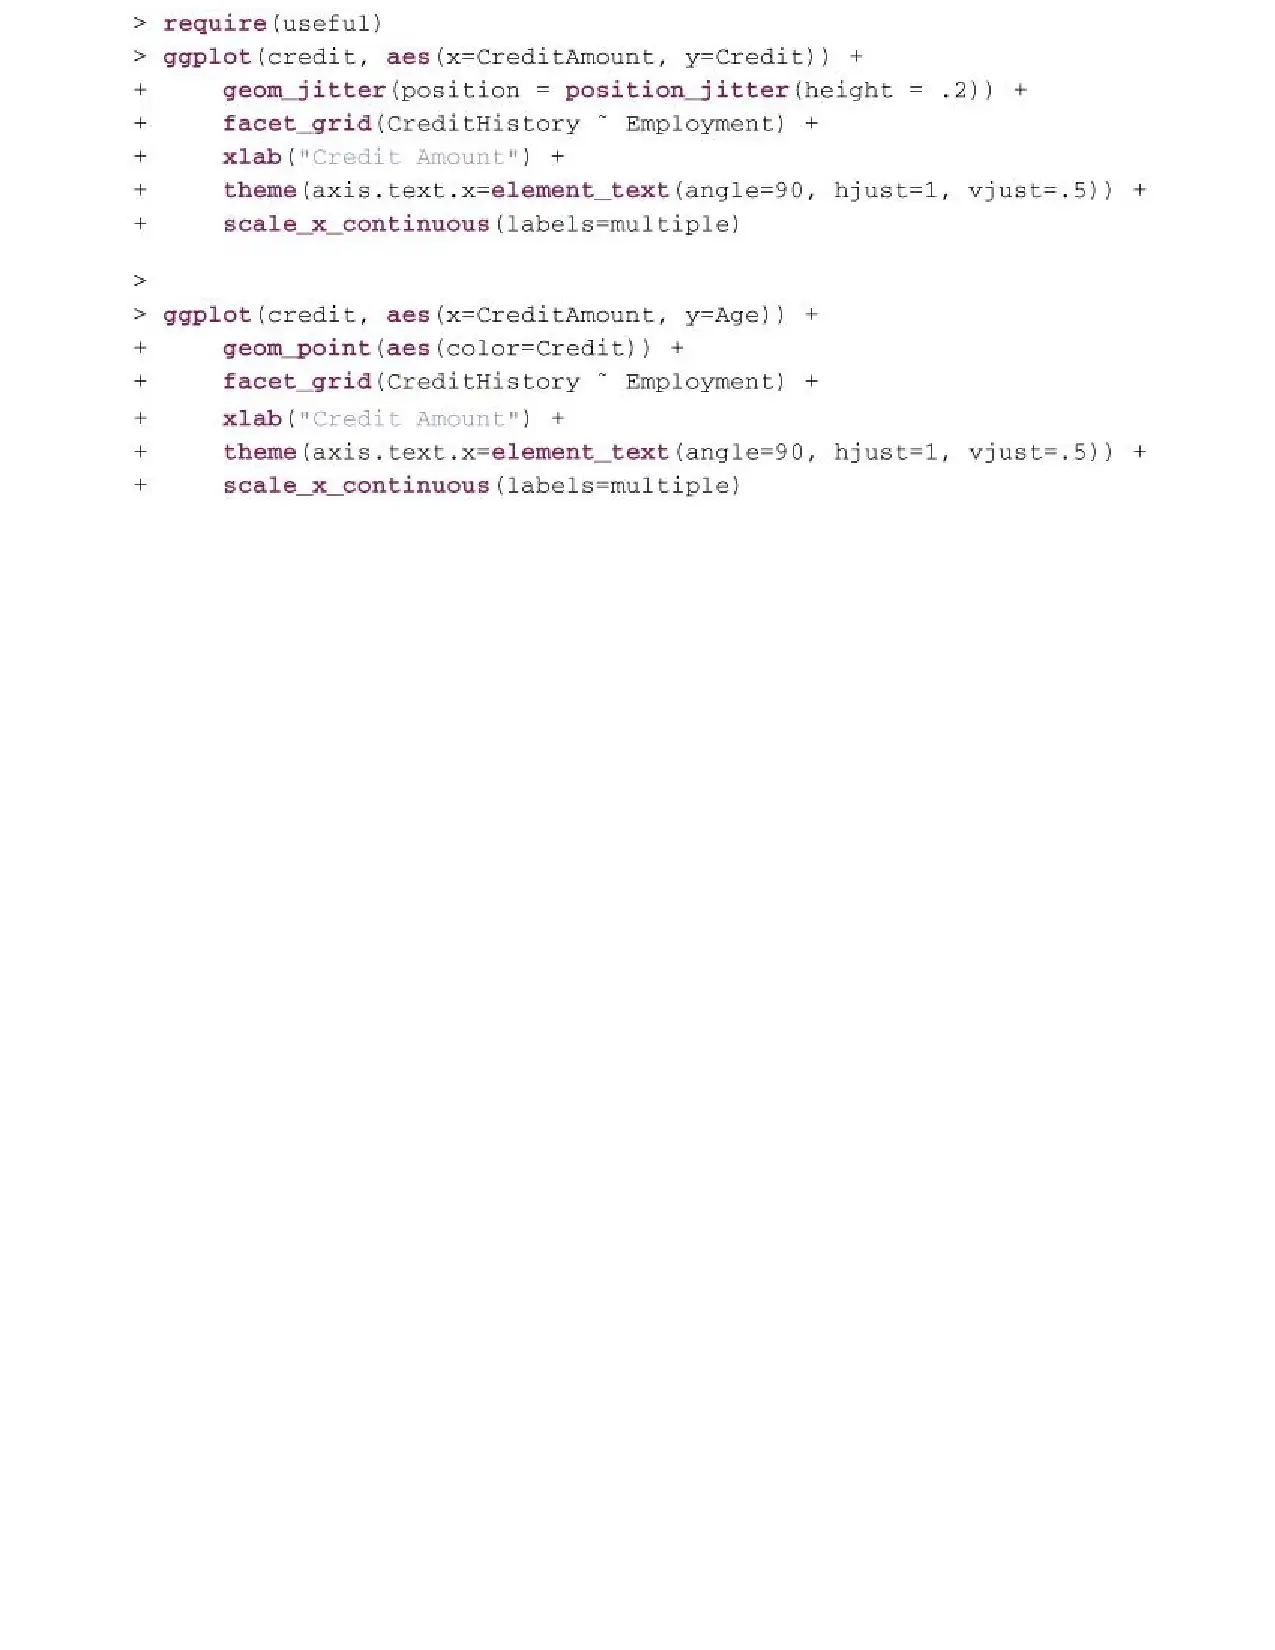 > require(useful)
> ggplot(credit, aes(x=CreditAmount, y=Credit)) +
+     geom_jitter(position = position_jitter(height = .2)) +
+     facet_grid(CreditHistory ~ Employment) +
+     xlab("Credit Amount") +
+     theme(axis.text.x=element_text(angle=90, hjust=1, vjust=.5)) +
+     scale_x_continuous(labels=multiple)
>
> ggplot(credit, aes(x=CreditAmount, y=Age)) +
+     geom_point(aes(color=Credit)) +
+     facet_grid(CreditHistory ~ Employment) +
+     xlab("Credit Amount") +
+     theme(axis.text.x=element_text(angle=90, hjust=1, vjust=.5)) +
+     scale_x_continuous(labels=multiple)